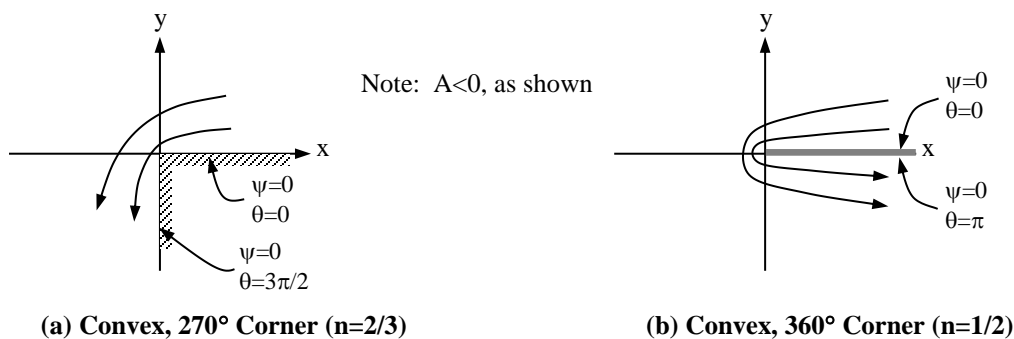 y
Note: A<0, as shown
x
ψ=0
θ=0
ψ=0
θ=3π/2
(a) Convex, 270° Corner (n=2/3)
y
ψ=0
θ=0
x
ψ=0
θ=π
(b) Convex, 360° Corner (n=1/2)